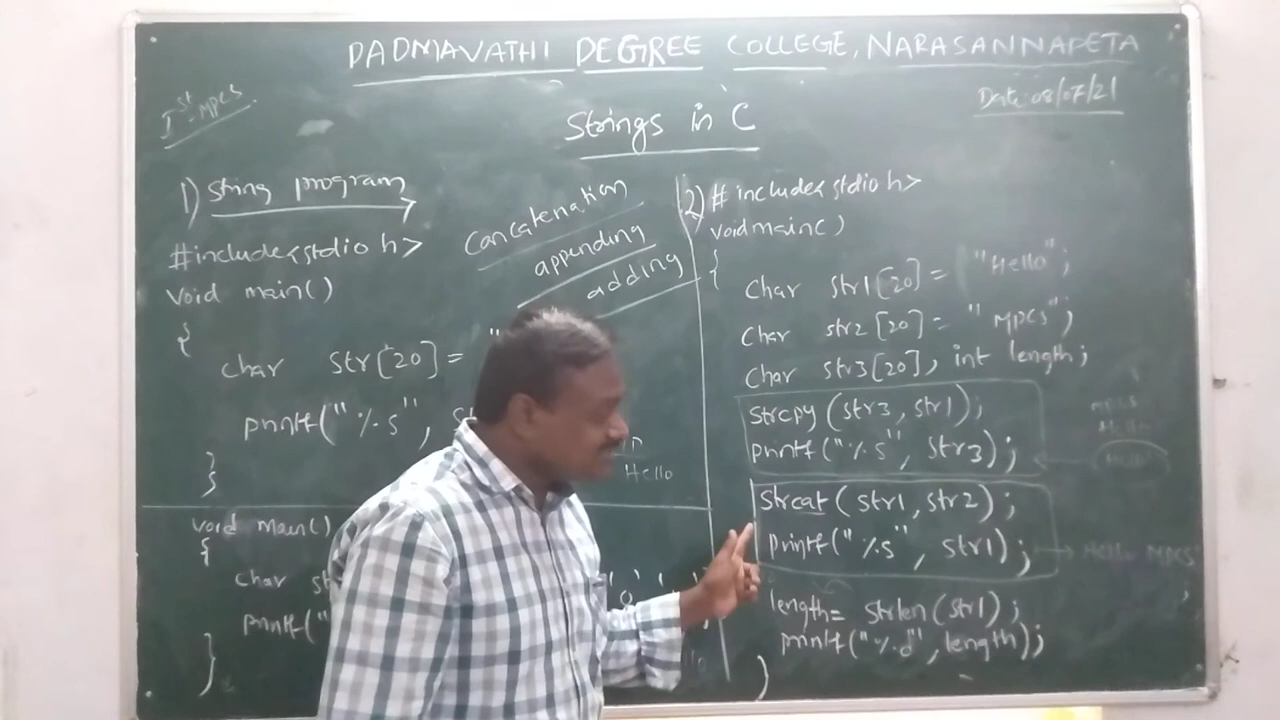 PADMAVATHI DEGREE COLLEGE, NARASANNAPETA
Ist MPCS
Date: 08/07/21
Strings in C
1) String program
#include<stdio h>
void main()
{
char str[20] = "
printf("%s",
}
Hello
void main()
{
char
printf("
}
Concatenation
appending
adding
2) # include<stdio h>
void main()
{
char str1[20] = "Hello";
char str2 [20] = "MPCS";
char str3[20], int length;
strcpy (str3, str1);
printf("%s", str3);
strcat (str1, str2);
printf("%s", str1); → Hello MPCS
length = strlen(str1);
printf("%d", length);
}
MPCS
Hello
Hello